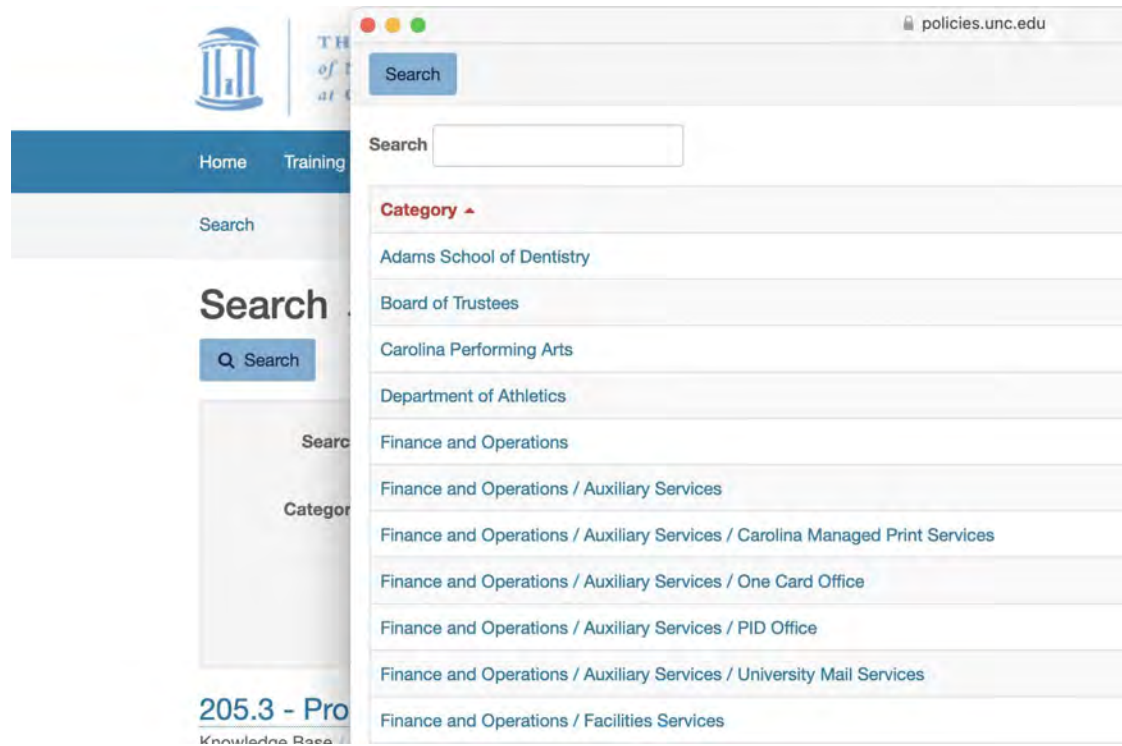 TH
of
at
Home Training
Search
Search
Search
Searc
Categor
205.3 - Pro
Knowledge Base /
policies.unc.edu
Search
Search
Category
Adams School of Dentistry
Board of Trustees
Carolina Performing Arts
Department of Athletics
Finance and Operations
Finance and Operations / Auxiliary Services
Finance and Operations / Auxiliary Services / Carolina Managed Print Services
Finance and Operations / Auxiliary Services / One Card Office
Finance and Operations / Auxiliary Services / PID Office
Finance and Operations / Auxiliary Services / University Mail Services
Finance and Operations / Facilities Services